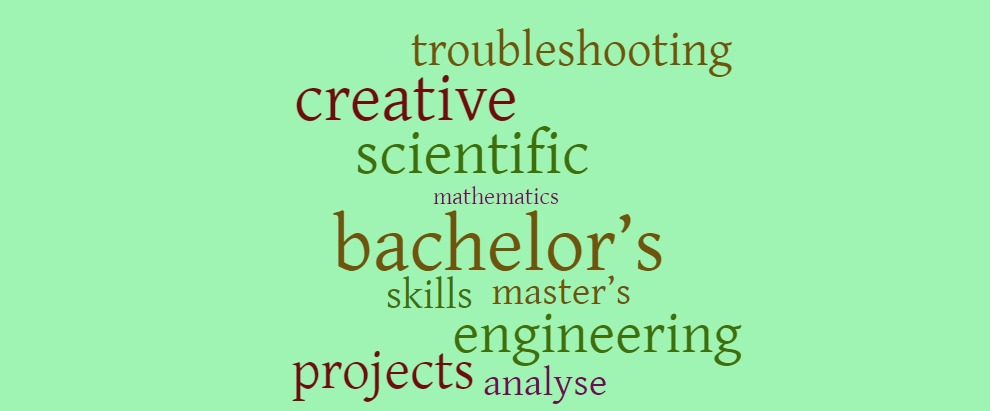 troubleshooting
creative
scientific
mathematics
bachelor’s
skills master’s
engineering
projects analyse